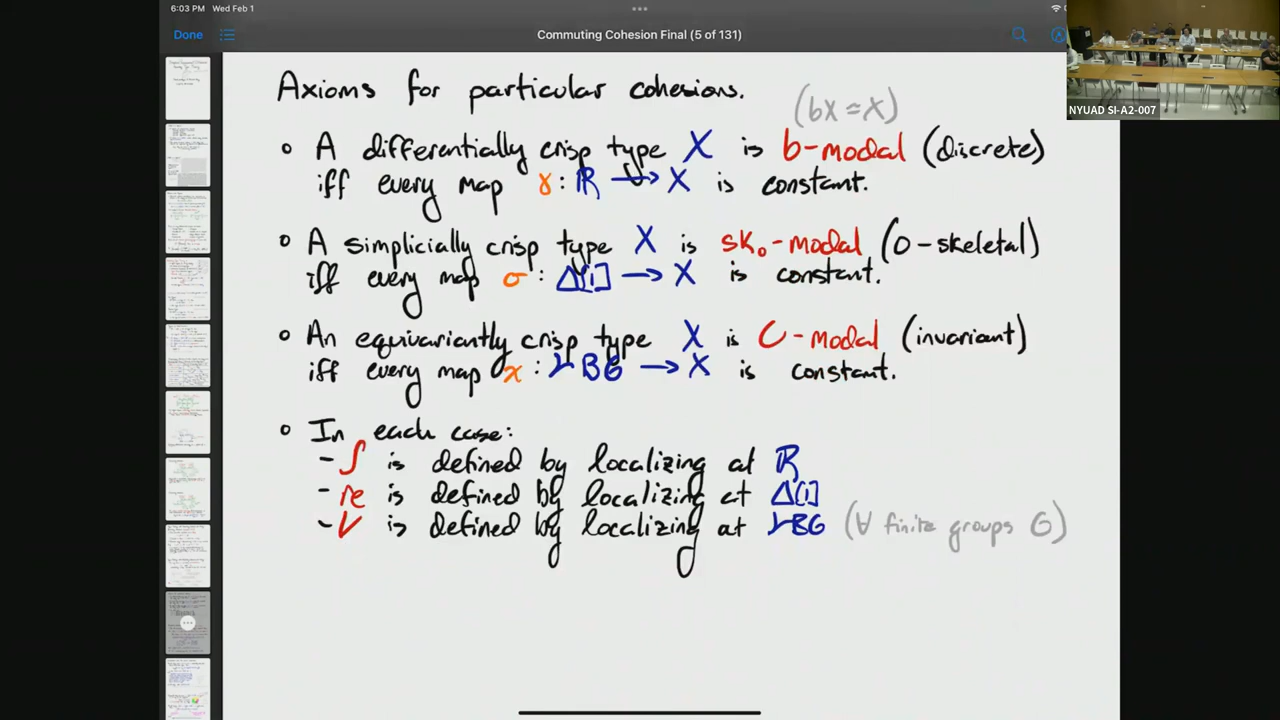 6:03 PM Wed Feb 1
Done
Commuting Cohesion Final (5 of 131)
NYUAD SI-A2-007
Axioms for particular cohesions.
(bX = X)
• A differentially crisp type X is b-modal (discrete)
iff every map γ : ℝ → X is constant.
• A simplicially crisp type X is sk₀-modal (0-skeletal)
iff every map σ : Δ[1] → X is constant.
• An equivariantly crisp type X is ⊂-modal (invariant)
iff every map x : ≻BG → X is constant.
• In each case:
- ʃ is defined by localizing at ℝ
- re is defined by localizing at Δ[1]
- V is defined by localizing at ≻BG (∀ finite groups G)